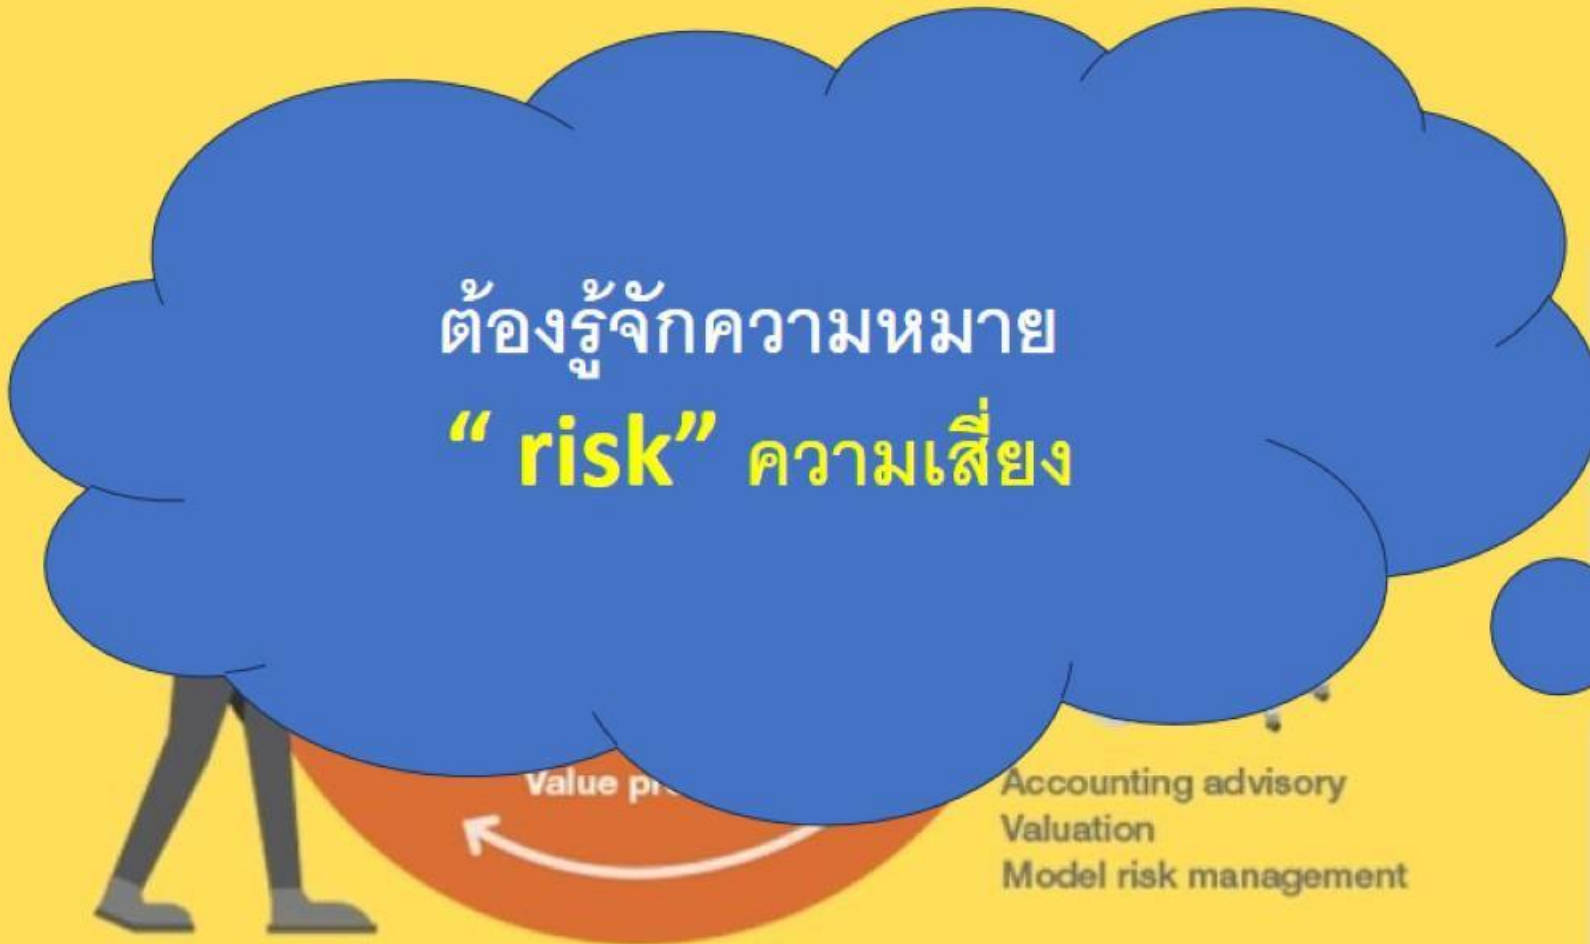 ต้องรู้จักความหมาย
“ risk” ความเสี่ยง
Value
Accounting advisory
Valuation
Model risk management